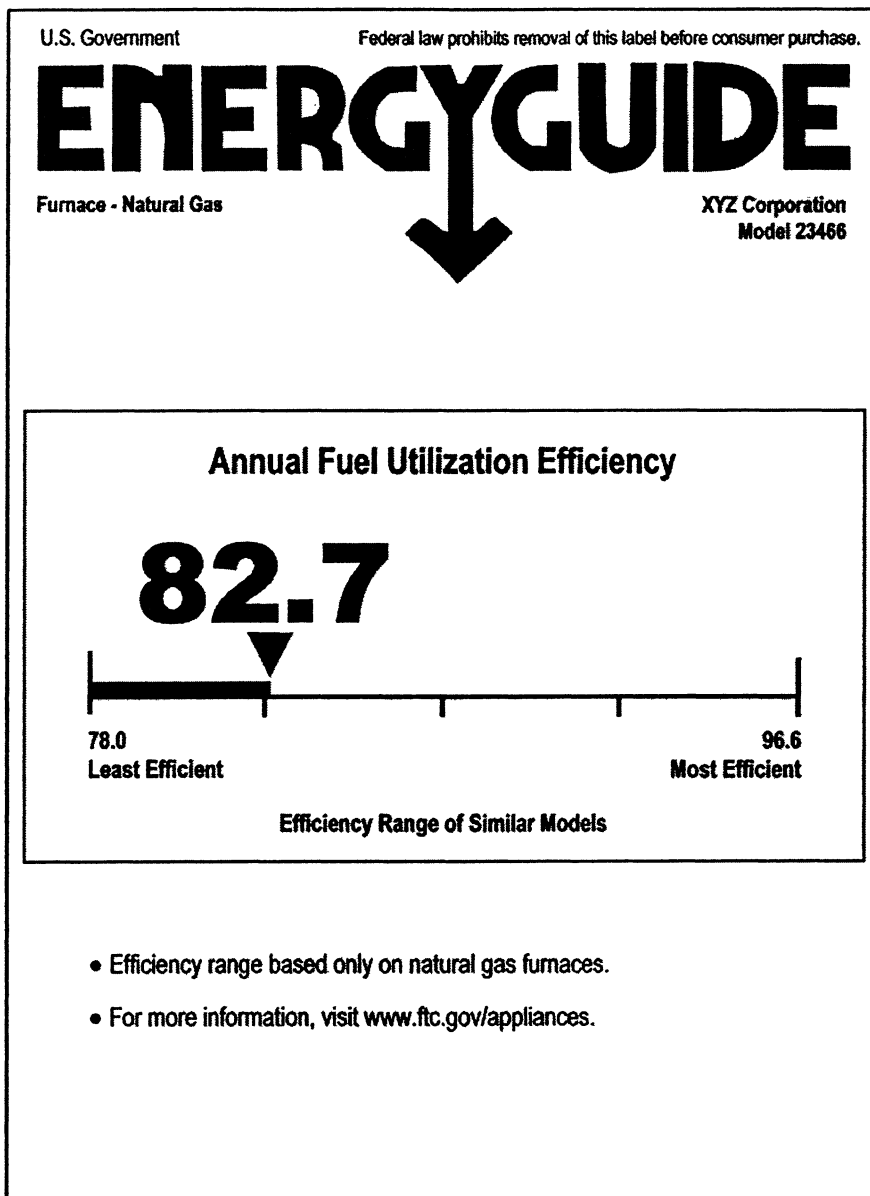 U.S. Government Federal law prohibits removal of this label before consumer purchase.
ENERGYGUIDE
Furnace - Natural Gas XYZ Corporation
Model 23466
Annual Fuel Utilization Efficiency
82.7
78.0 96.6
Least Efficient Most Efficient
Efficiency Range of Similar Models
• Efficiency range based only on natural gas furnaces.
• For more information, visit www.ftc.gov/appliances.